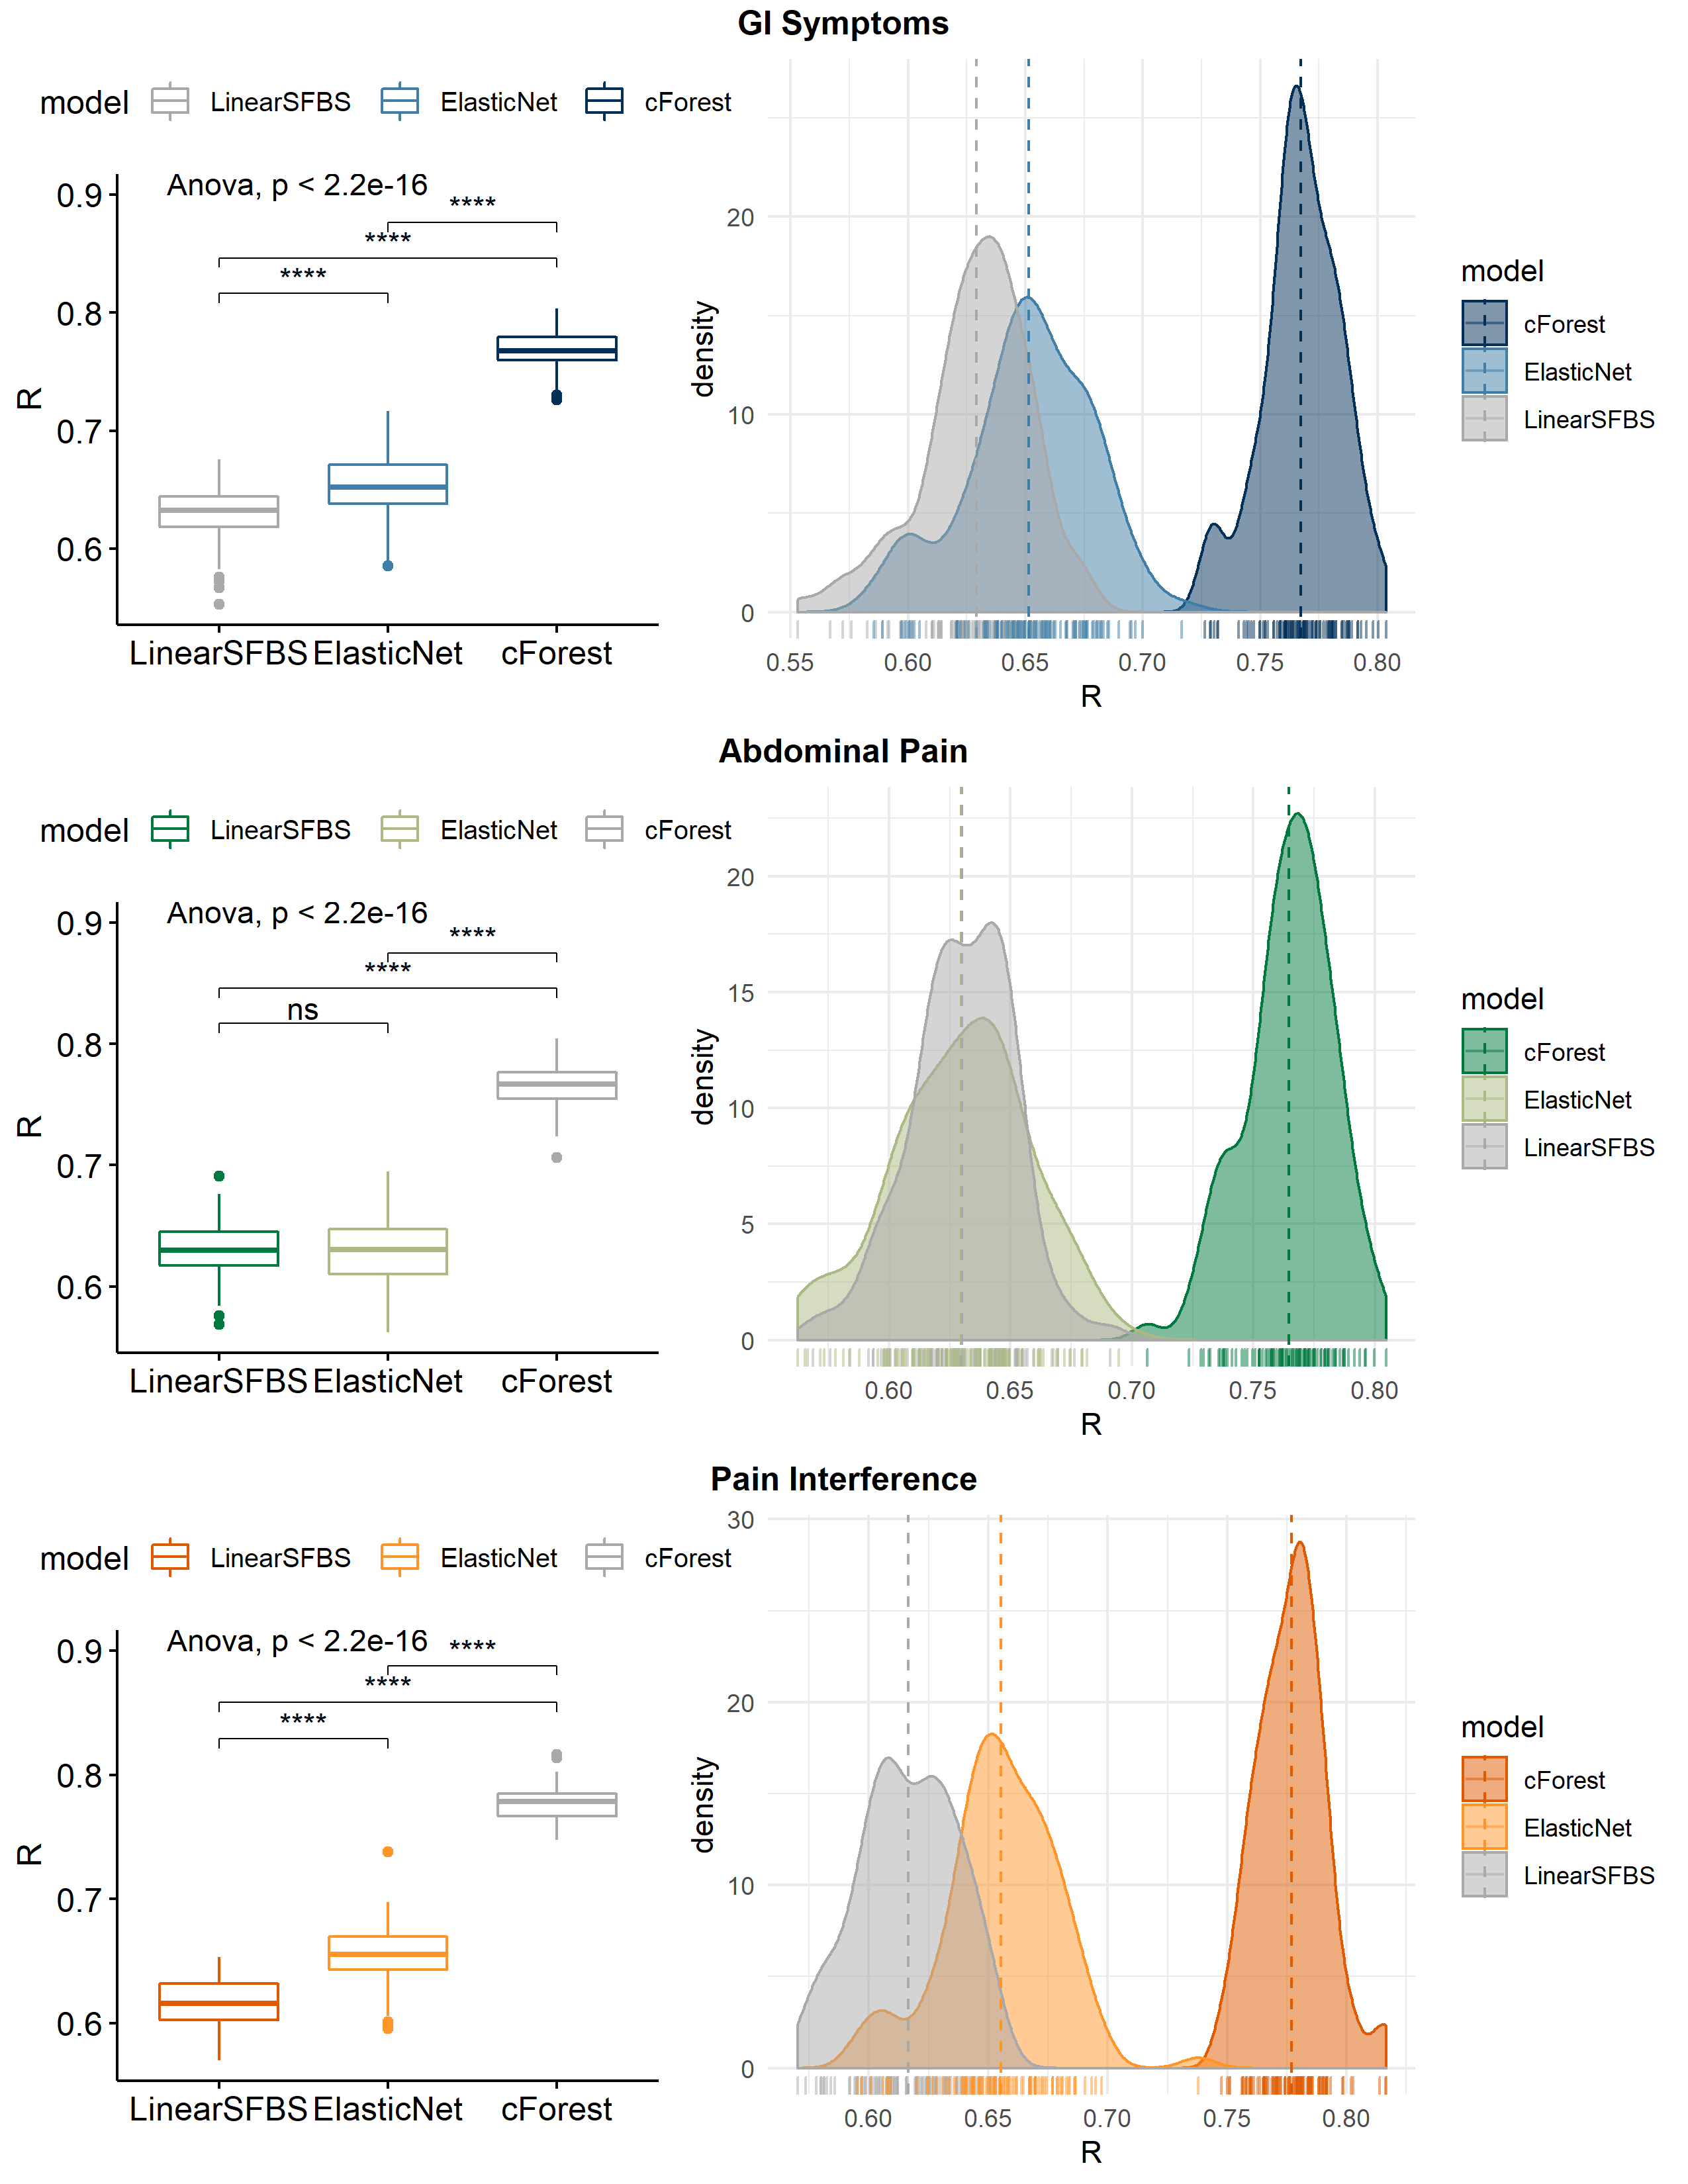 GI Symptoms
model LinearSFBS ElasticNet cForest
Anova, p < 2.2e-16
****
****
****
0.9
0.8
0.7
0.6
R
LinearSFBS ElasticNet cForest
density
20
10
0
0.55 0.60 0.65 0.70 0.75 0.80
R
model
cForest
ElasticNet
LinearSFBS
Abdominal Pain
model LinearSFBS ElasticNet cForest
Anova, p < 2.2e-16
****
****
ns
0.9
0.8
0.7
0.6
R
LinearSFBS ElasticNet cForest
density
20
15
10
5
0
0.60 0.65 0.70 0.75 0.80
R
model
cForest
ElasticNet
LinearSFBS
Pain Interference
model LinearSFBS ElasticNet cForest
Anova, p < 2.2e-16
****
****
****
0.9
0.8
0.7
0.6
R
LinearSFBS ElasticNet cForest
density
30
20
10
0
0.60 0.65 0.70 0.75 0.80
R
model
cForest
ElasticNet
LinearSFBS